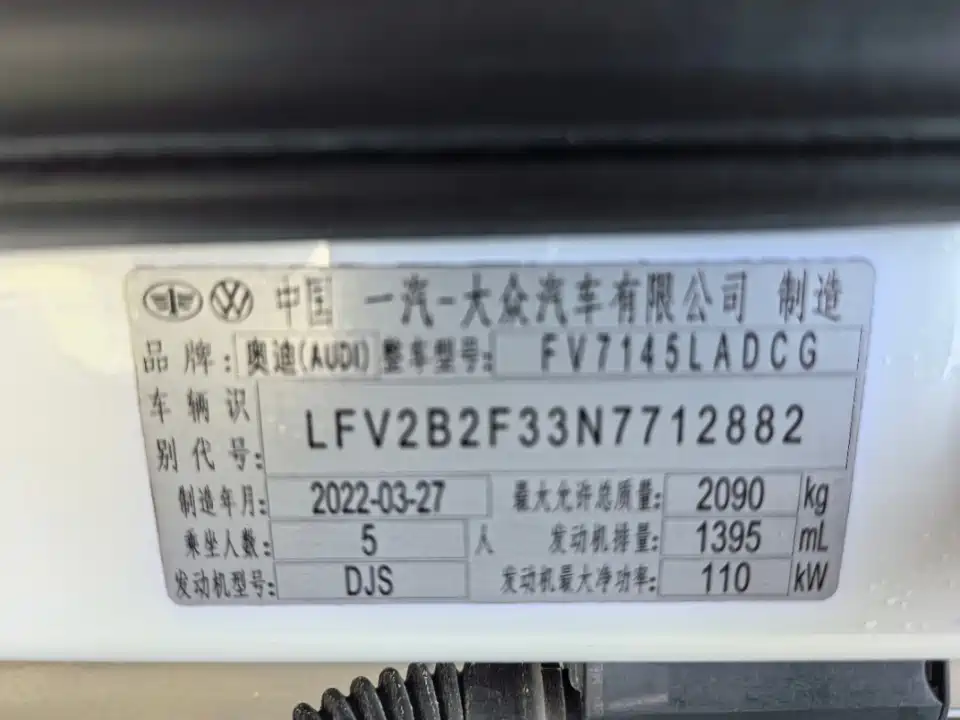 中国 一汽-大众汽车有限公司 制造
品牌: 奥迪(AUDI) 整车型号: FV7145LADCG
车辆识别代号: LFV2B2F33N7712882
制造年月: 2022-03-27 最大允许总质量: 2090 kg
乘坐人数: 5 人 发动机排量: 1395 mL
发动机型号: DJS 发动机最大净功率: 110 kW